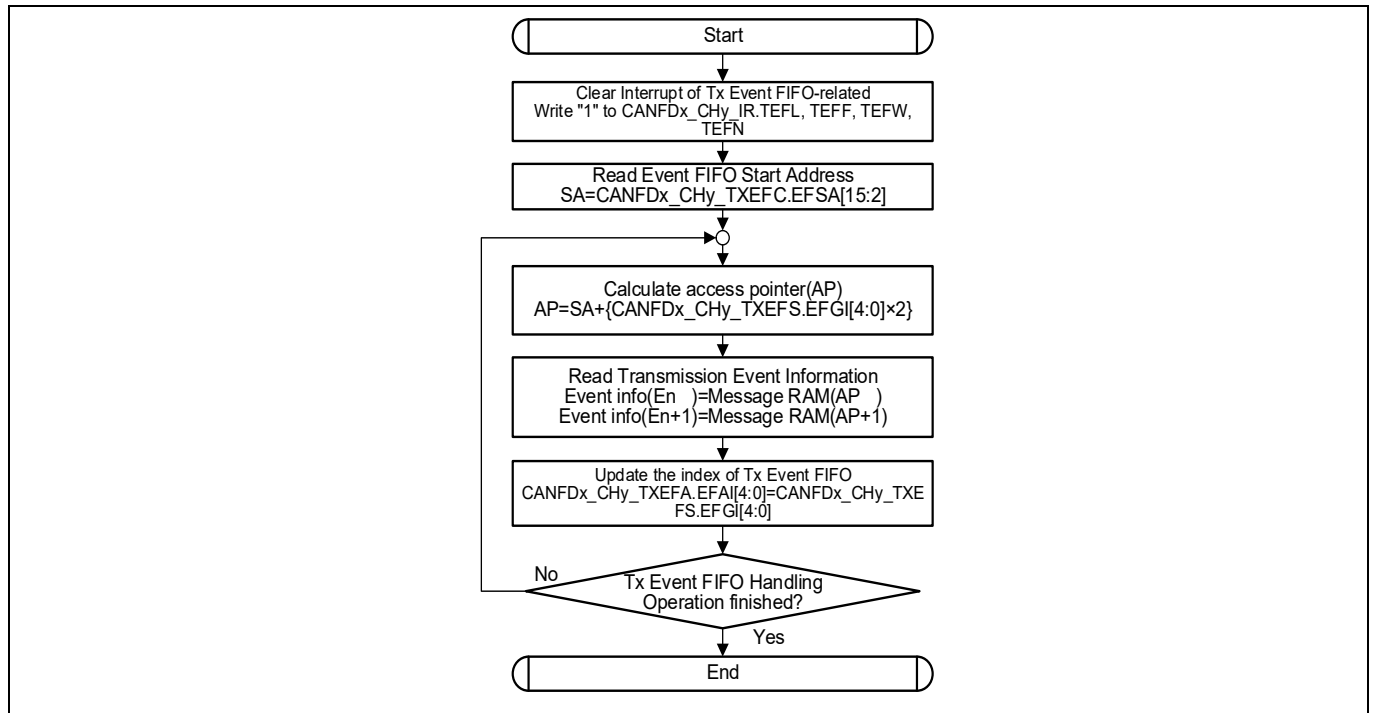 Start
Clear Interrupt of Tx Event FIFO-related
Write "1" to CANFDx_CHy_IR.TEFL, TEFF, TEFW,
TEFN
Read Event FIFO Start Address
SA=CANFDx_CHy_TXEFC.EFSA[15:2]
Calculate access pointer(AP)
AP=SA+{CANFDx_CHy_TXEFS.EFGI[4:0]×2}
Read Transmission Event Information
Event info(En   )=Message RAM(AP   )
Event info(En+1)=Message RAM(AP+1)
Update the index of Tx Event FIFO
CANFDx_CHy_TXEFA.EFAI[4:0]=CANFDx_CHy_TXE
FS.EFGI[4:0]
No
Tx Event FIFO Handling
Operation finished?
Yes
End